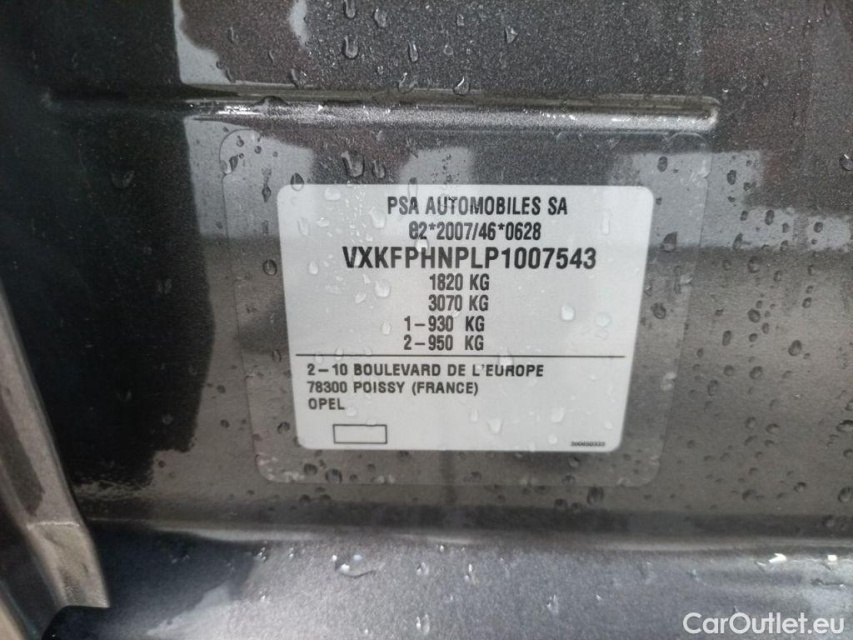 PSA AUTOMOBILES SA
82*2007/46*0628
VXKFPHNPLP1007543
1820 KG
3070 KG
1-930 KG
2-950 KG
2-10 BOULEVARD DE L'EUROPE
78300 POISSY (FRANCE)
OPEL
CarOutlet.eu